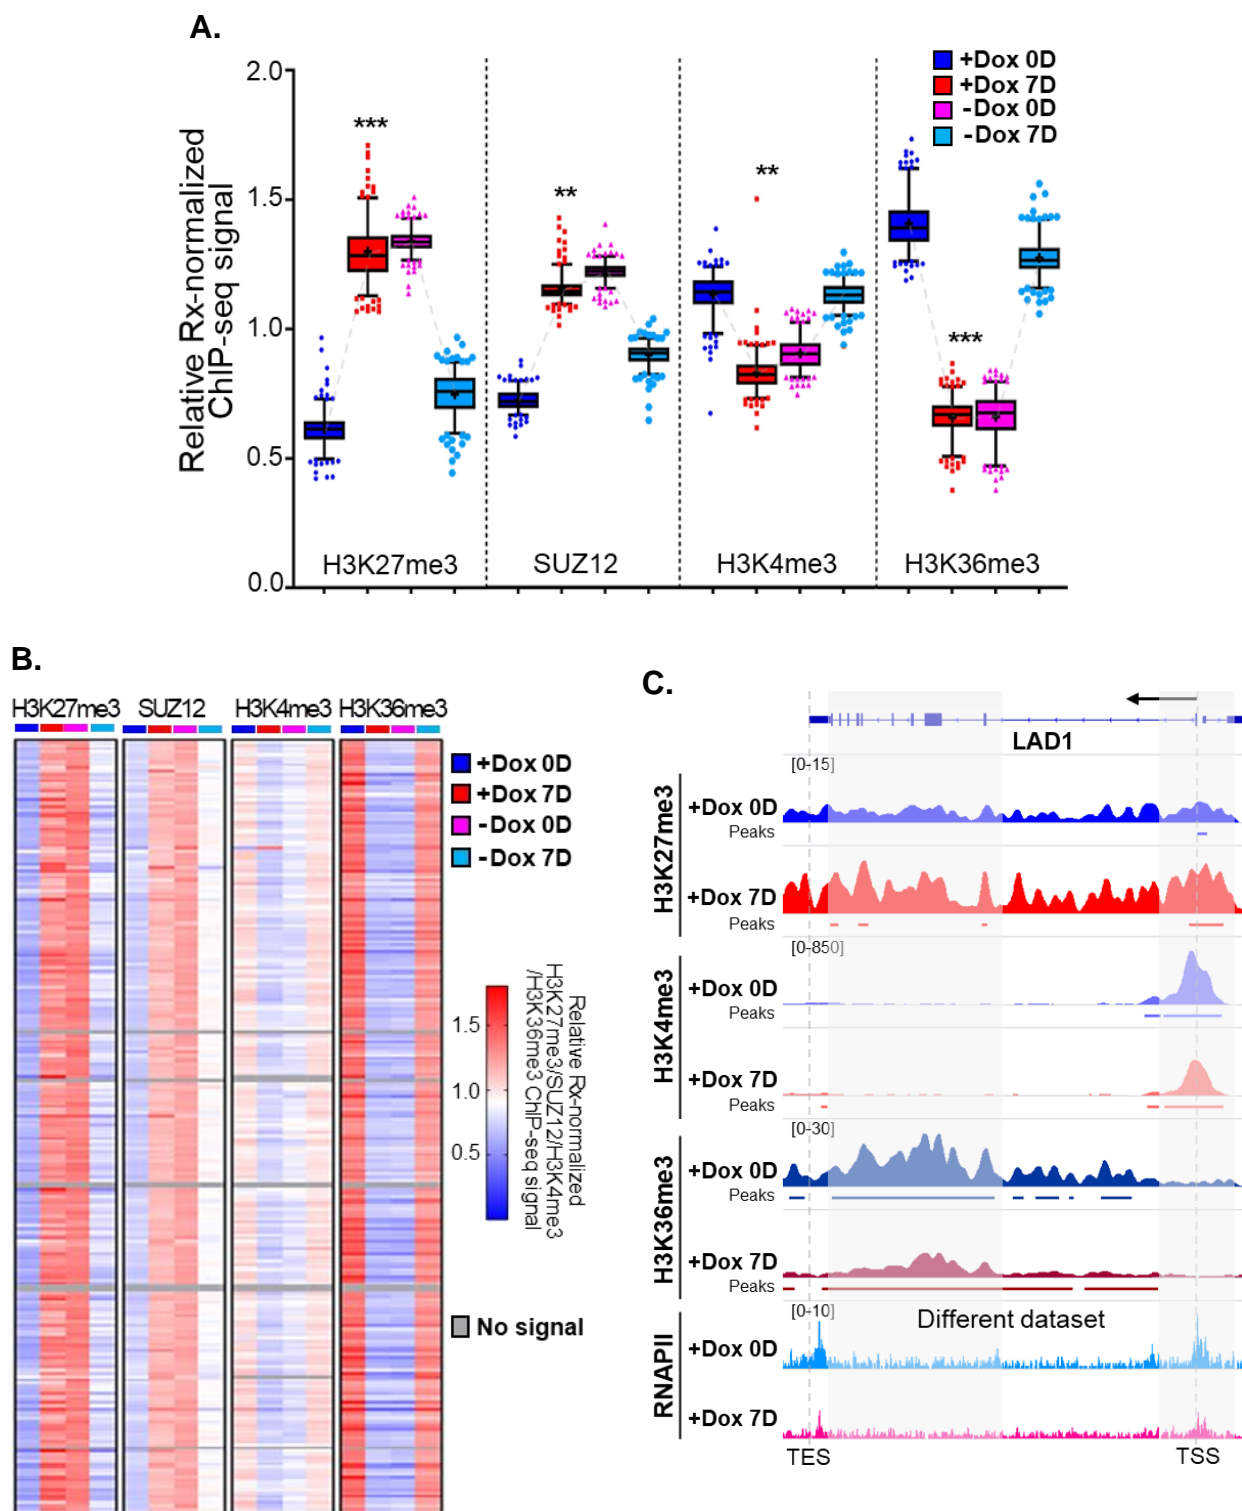 A.
Relative Rx-normalized
ChIP-seq signal
2.0
1.5
1.0
0.5
0.0
***
**
**
***
+Dox 0D
+Dox 7D
-Dox 0D
-Dox 7D
H3K27me3
SUZ12
H3K4me3
H3K36me3
B.
H3K27me3
SUZ12
H3K4me3
H3K36me3
+Dox 0D
+Dox 7D
-Dox 0D
-Dox 7D
1.5
1.0
0.5
Relative Rx-normalized
H3K27me3/SUZ12/H3K4me3
/H3K36me3 ChIP-seq signal
No signal
C.
LAD1
H3K27me3
[0-15]
+Dox 0D
Peaks
+Dox 7D
Peaks
H3K4me3
[0-850]
+Dox 0D
Peaks
+Dox 7D
Peaks
H3K36me3
[0-30]
+Dox 0D
Peaks
+Dox 7D
Peaks
RNAPII
[0-10]
Different dataset
+Dox 0D
+Dox 7D
TES
TSS